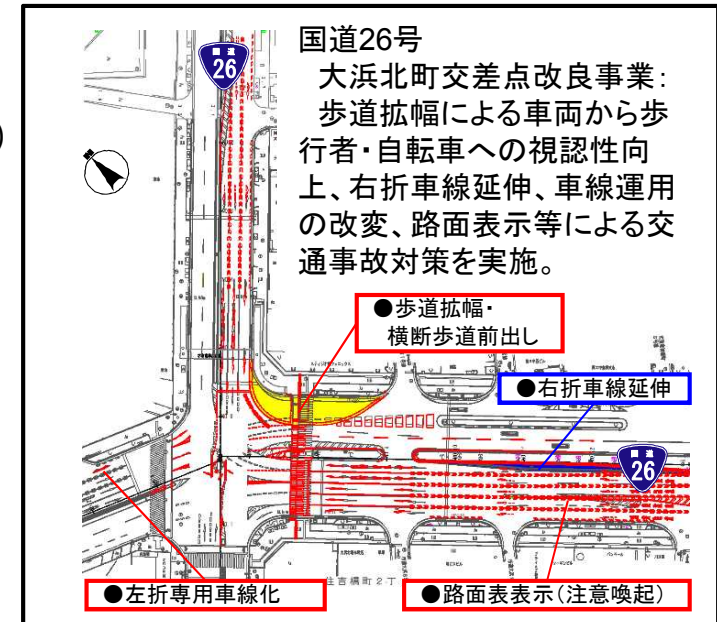 国道26号
大浜北町交差点改良事業:
歩道拡幅による車両から歩
行者・自転車への視認性向
上、右折車線延伸、車線運用
の改変、路面表示等による交
通事故対策を実施。
国道
26
●歩道拡幅・
横断歩道前出し
●右折車線延伸
国道
26
住吉橋町2丁
●左折専用車線化
●路面表表示(注意喚起)